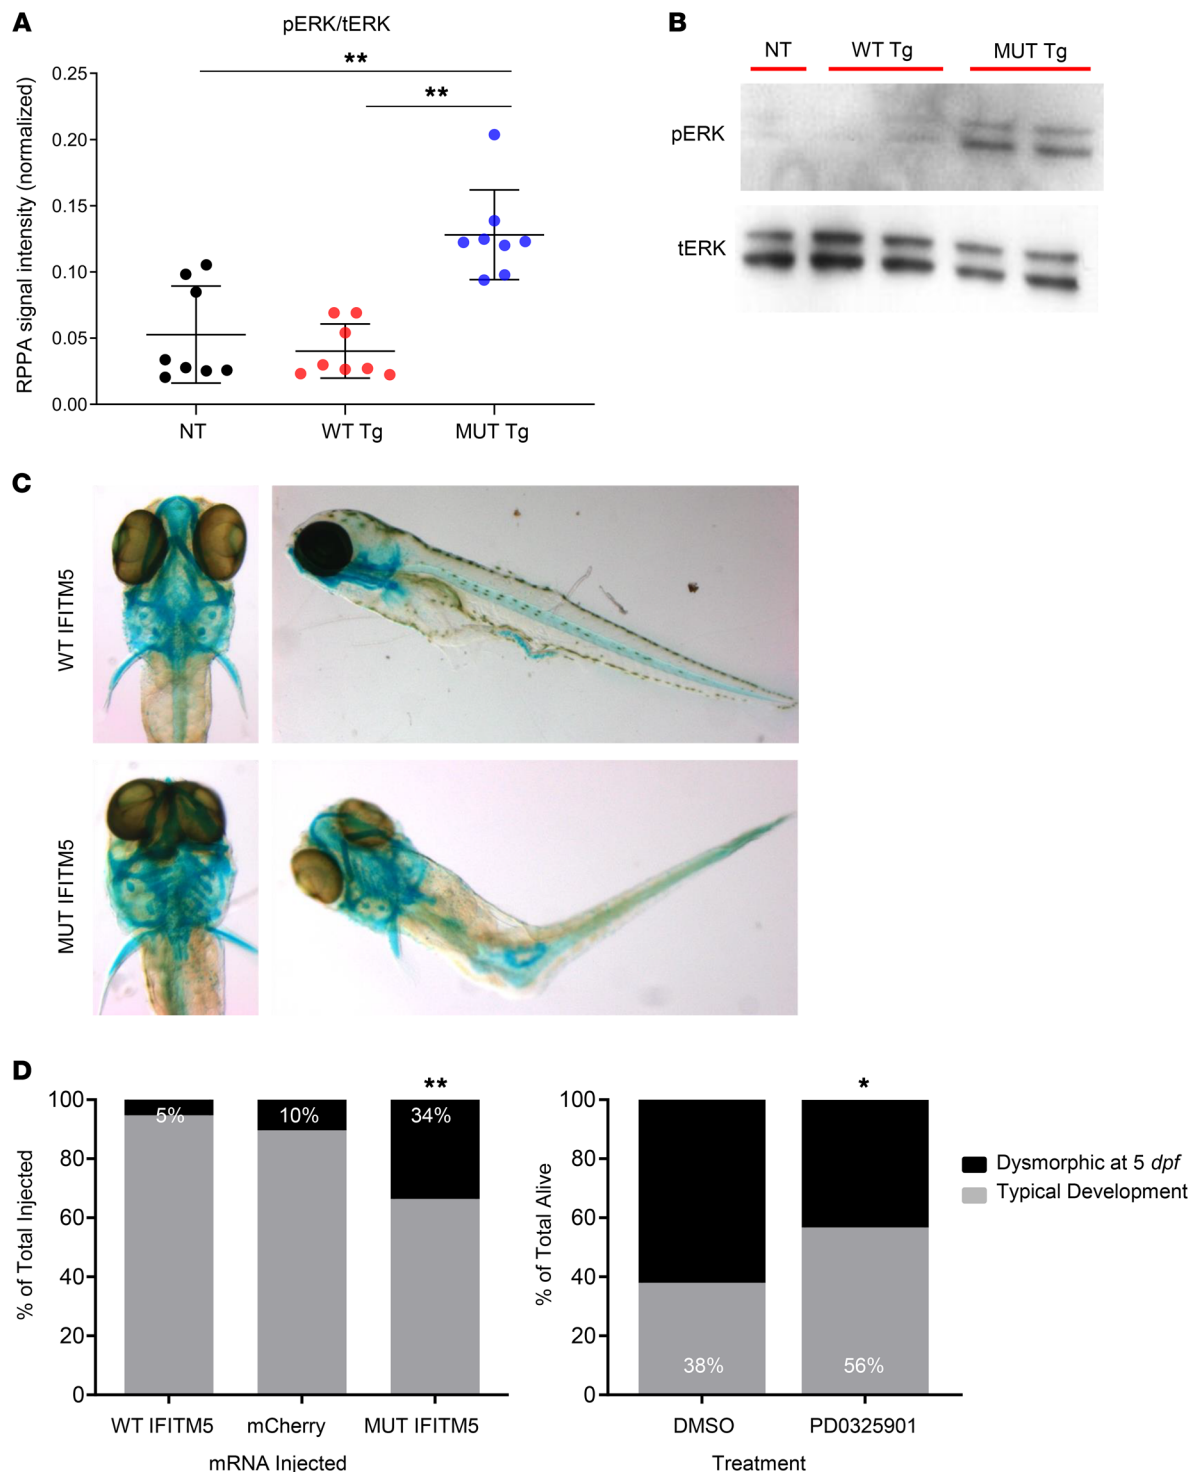 A
pERK/tERK
**
**
RPPA signal intensity (normalized)
0.25
0.20
0.15
0.10
0.05
0.00
NT
WT Tg
MUT Tg
B
NT
WT Tg
MUT Tg
pERK
tERK
C
WT IFITM5
MUT IFITM5
D
**
% of Total Injected
100
80
60
40
20
0
5%
10%
34%
WT IFITM5
mCherry
MUT IFITM5
mRNA Injected
*
% of Total Alive
100
80
60
40
20
0
38%
56%
DMSO
PD0325901
Treatment
Dysmorphic at 5 dpf
Typical Development